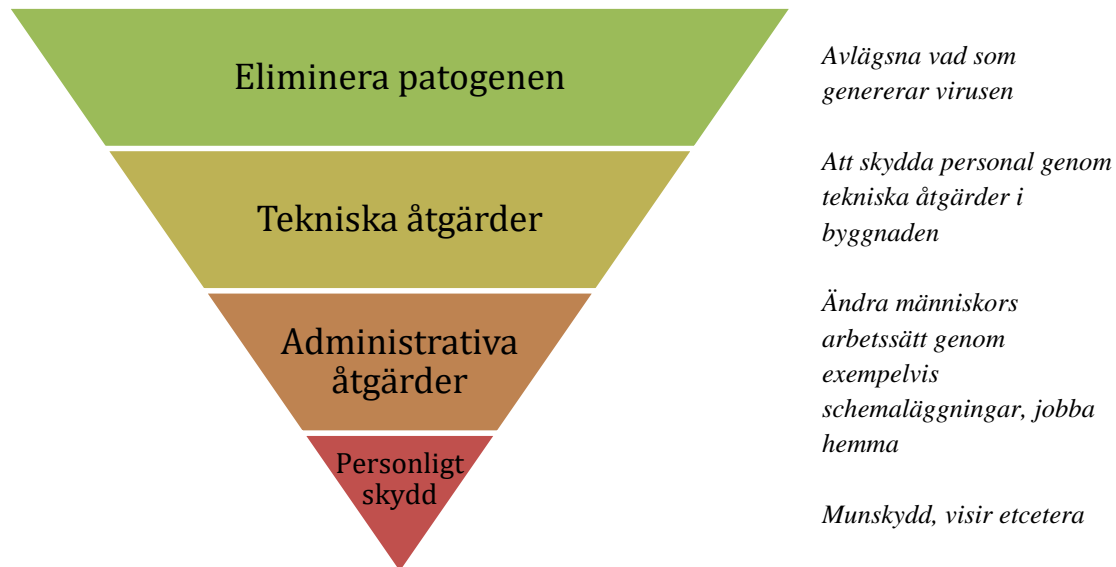 Eliminera patogenen
Avlägsna vad som
genererar virusen
Tekniska åtgärder
Att skydda personal genom
tekniska åtgärder i
byggnaden
Administrativa
åtgärder
Ändra människors
arbetssätt genom
exempelvis
schemaläggningar, jobba
hemma
Personligt
skydd
Munskydd, visir etcetera